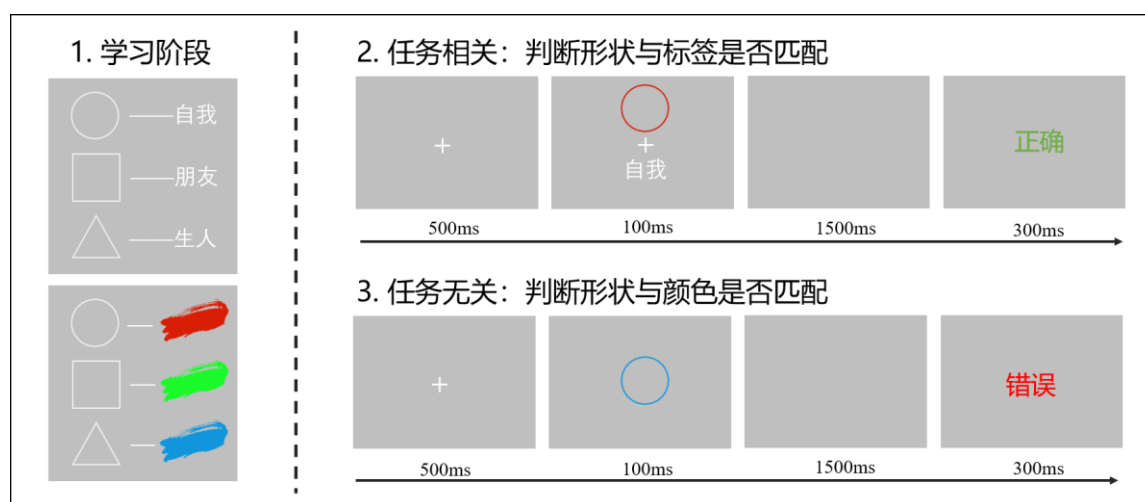 1. 学习阶段
自我
朋友
生人
2. 任务相关：判断形状与标签是否匹配
+
+
自我
正确
500ms
100ms
1500ms
300ms
3. 任务无关：判断形状与颜色是否匹配
+
错误
500ms
100ms
1500ms
300ms